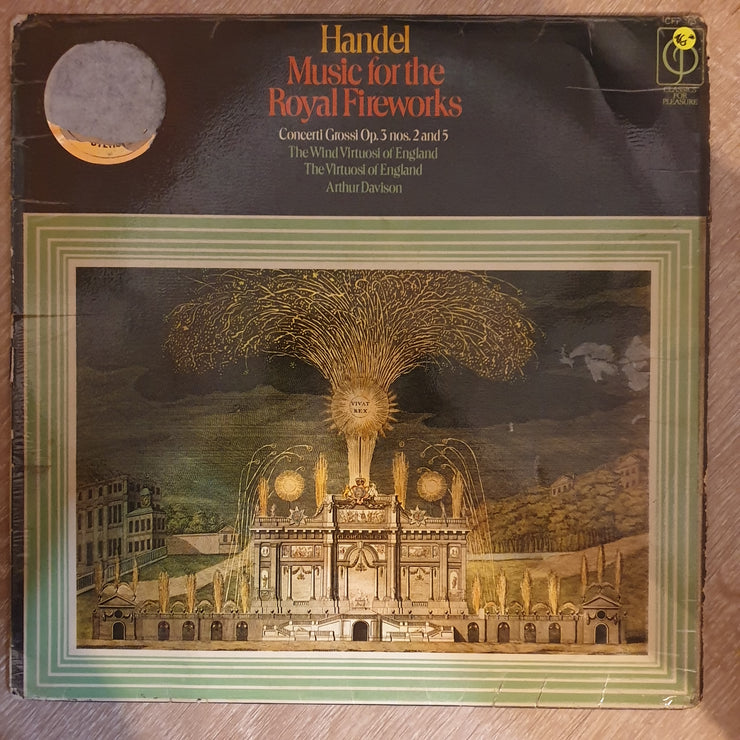 Handel
Music for the
Royal Fireworks
Concerti Grossi Op. 3 nos. 2 and 5
The Wind Virtuosi of England
The Virtuosi of England
Arthur Davison
CLASSICS
FOR
PLEASURE
VIVAT
REX